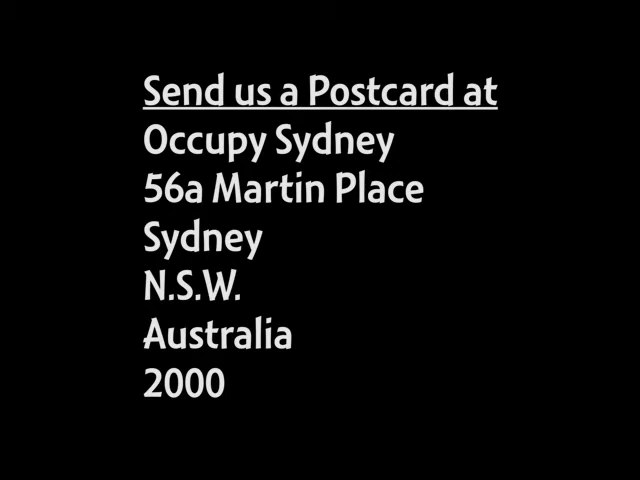 Send us a Postcard at
Occupy Sydney
56a Martin Place
Sydney
N.S.W.
Australia
2000